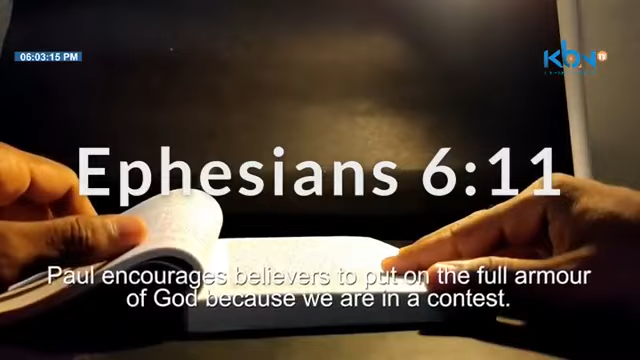 06:03:15 PM
KbN
Ephesians 6:11
Paul encourages believers to put on the full armour
of God because we are in a contest.